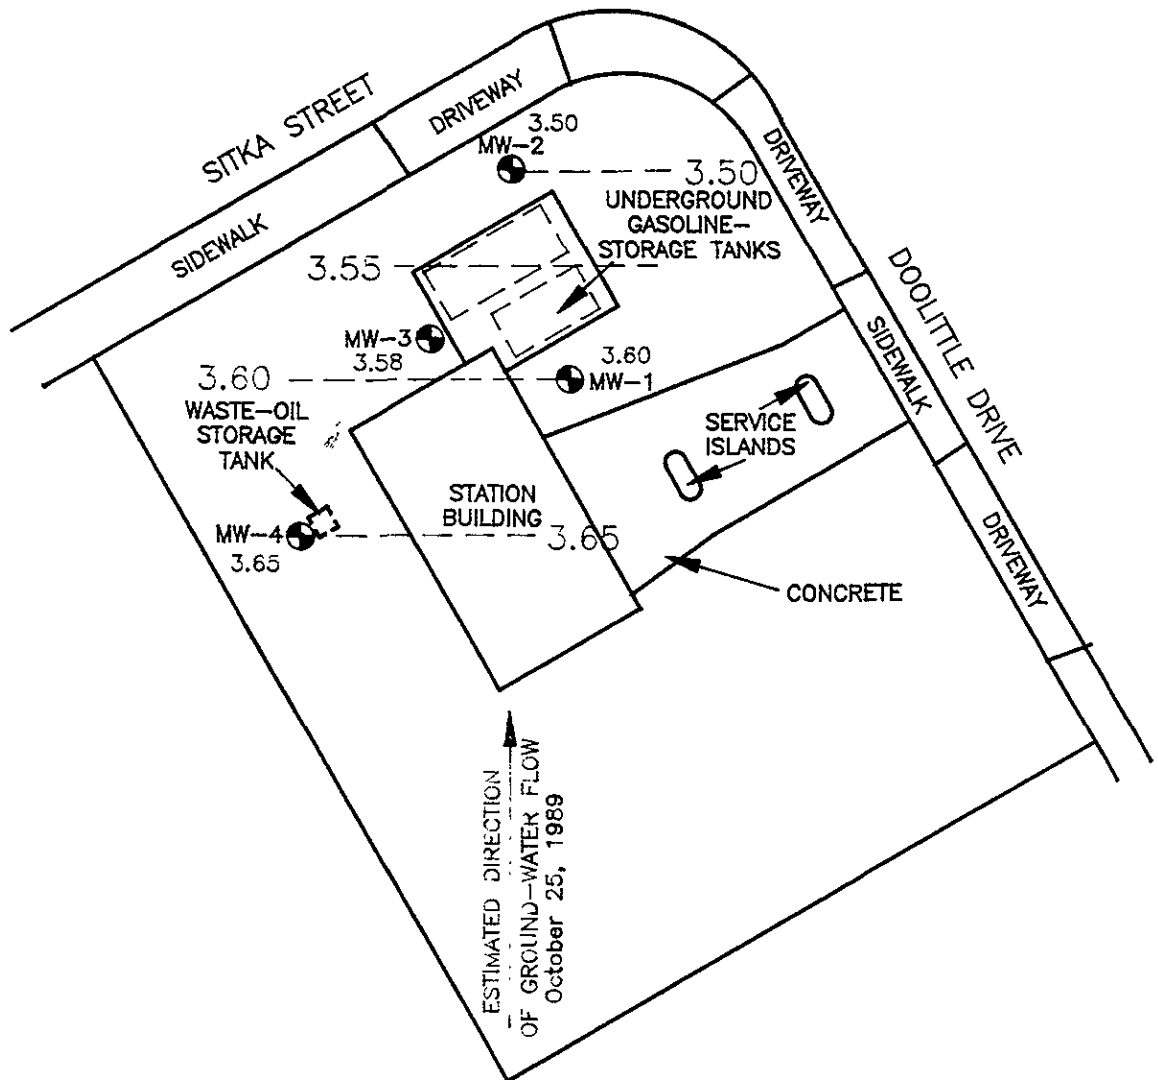 SITKA STREET
DRIVEWAY
SIDEWALK
3.50
MW-2
3.50
DRIVEWAY
UNDERGROUND
GASOLINE-
STORAGE TANKS
3.55
DOOLITTLE DRIVE
MW-3
3.58
3.60
MW-1
3.60
SIDEWALK
WASTE-OIL
STORAGE
TANK
SERVICE
ISLANDS
STATION
BUILDING
MW-4
3.65
3.65
DRIVEWAY
CONCRETE
ESTIMATED DIRECTION
OF GROUND-WATER FLOW
October 25, 1989